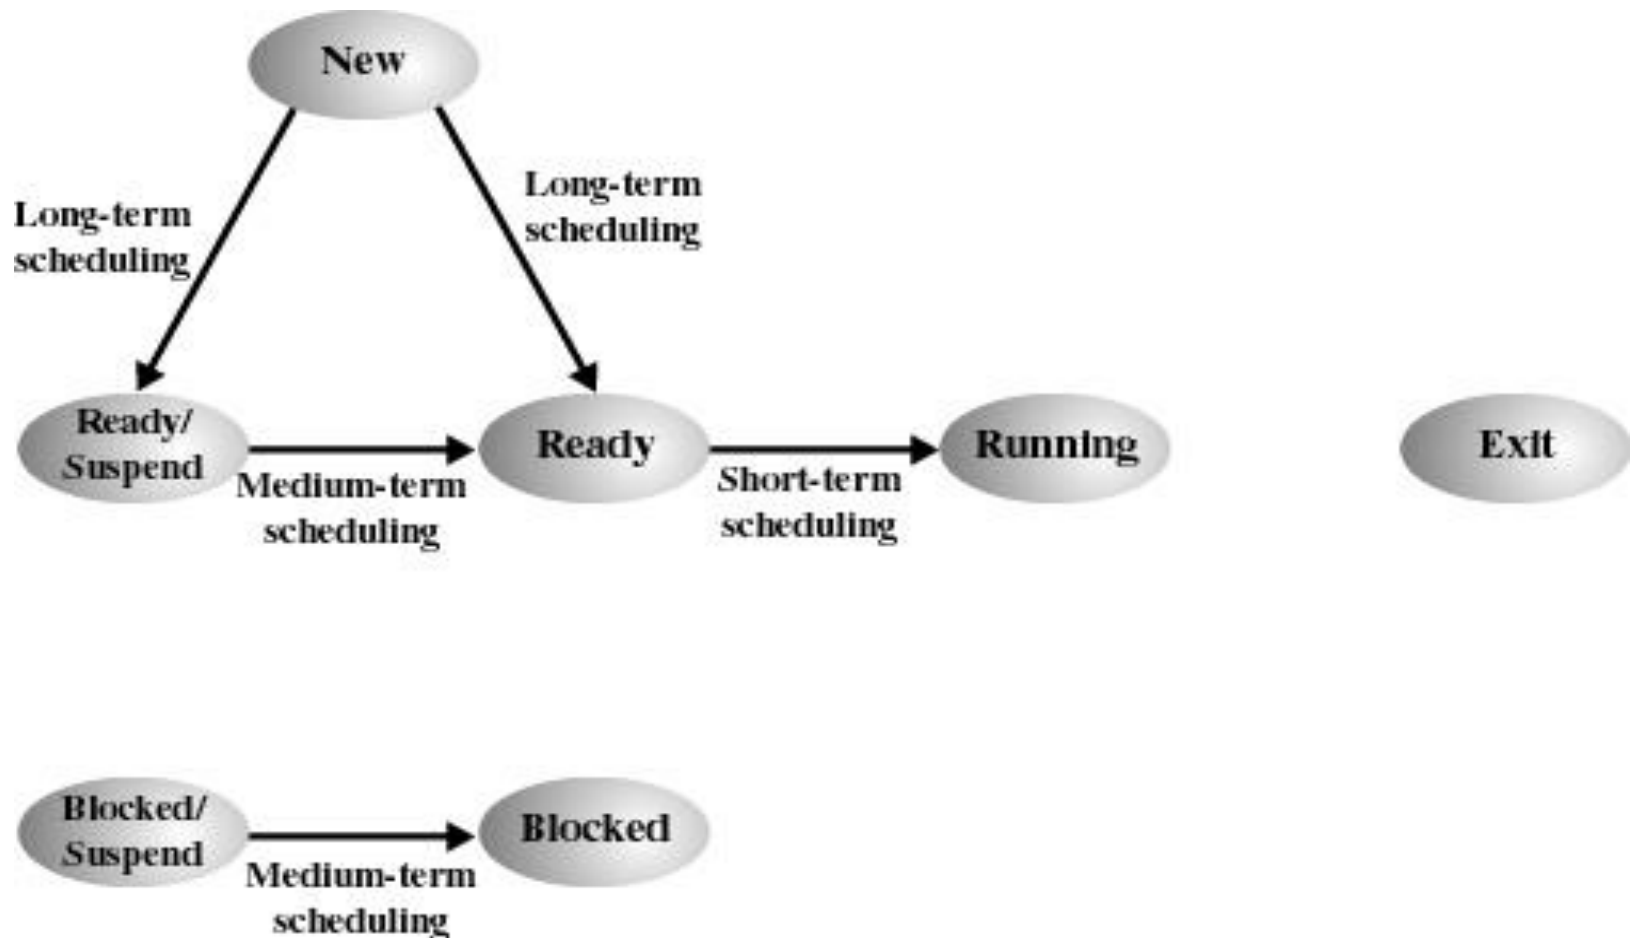 New
Long-term
scheduling
Long-term
scheduling
Ready/
Suspend
Medium-term
scheduling
Ready
Short-term
scheduling
Running
Exit
Blocked/
Suspend
Medium-term
scheduling
Blocked